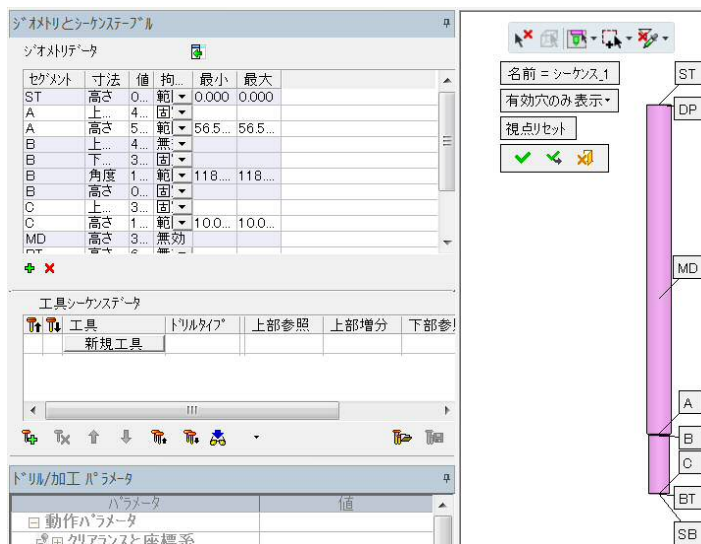 ジオメトリとシーケンステーブル
ジオメトリデータ
セグメント 寸法 値 拘... 最小 最大
ST 高さ 0... 範 0.000 0.000
A 上... 4... 固
A 高さ 5... 範 56.5... 56.5...
B 上... 4... 無
B 下... 3... 固
B 角度 1... 範 118.... 118....
B 高さ 0... 固
C 上... 3... 固
C 高さ 1... 範 10.0... 10.0...
MD 高さ 3... 無効
工具シーケンスデータ
工具 ドリルタイプ 上部参照 上部増分 下部参
新規工具
ドリル/加工 パラメータ
パラメータ 値
動作パラメータ
クリアランスと座標系
名前 = シーケンス_1
有効穴のみ表示
視点リセット
ST
DP
MD
A
B
C
BT
SB